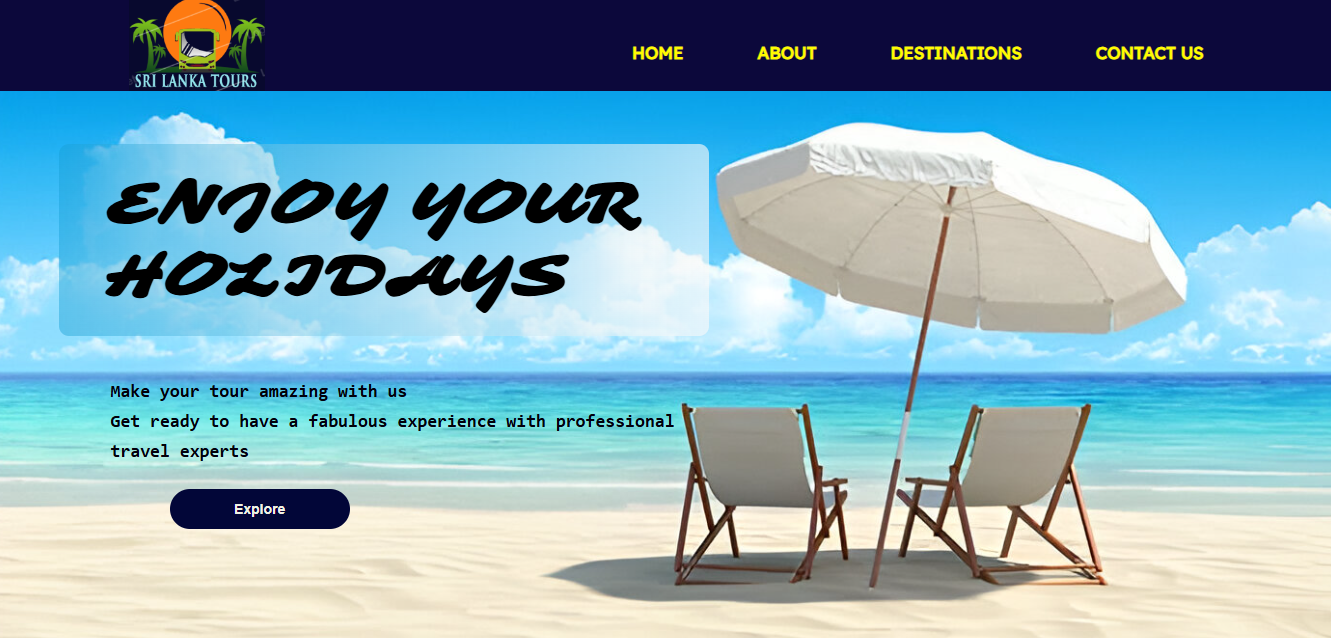 SRI LANKA TOURS
HOME ABOUT DESTINATIONS CONTACT US
ENJOY YOUR
HOLIDAYS
Make your tour amazing with us
Get ready to have a fabulous experience with professional
travel experts
Explore